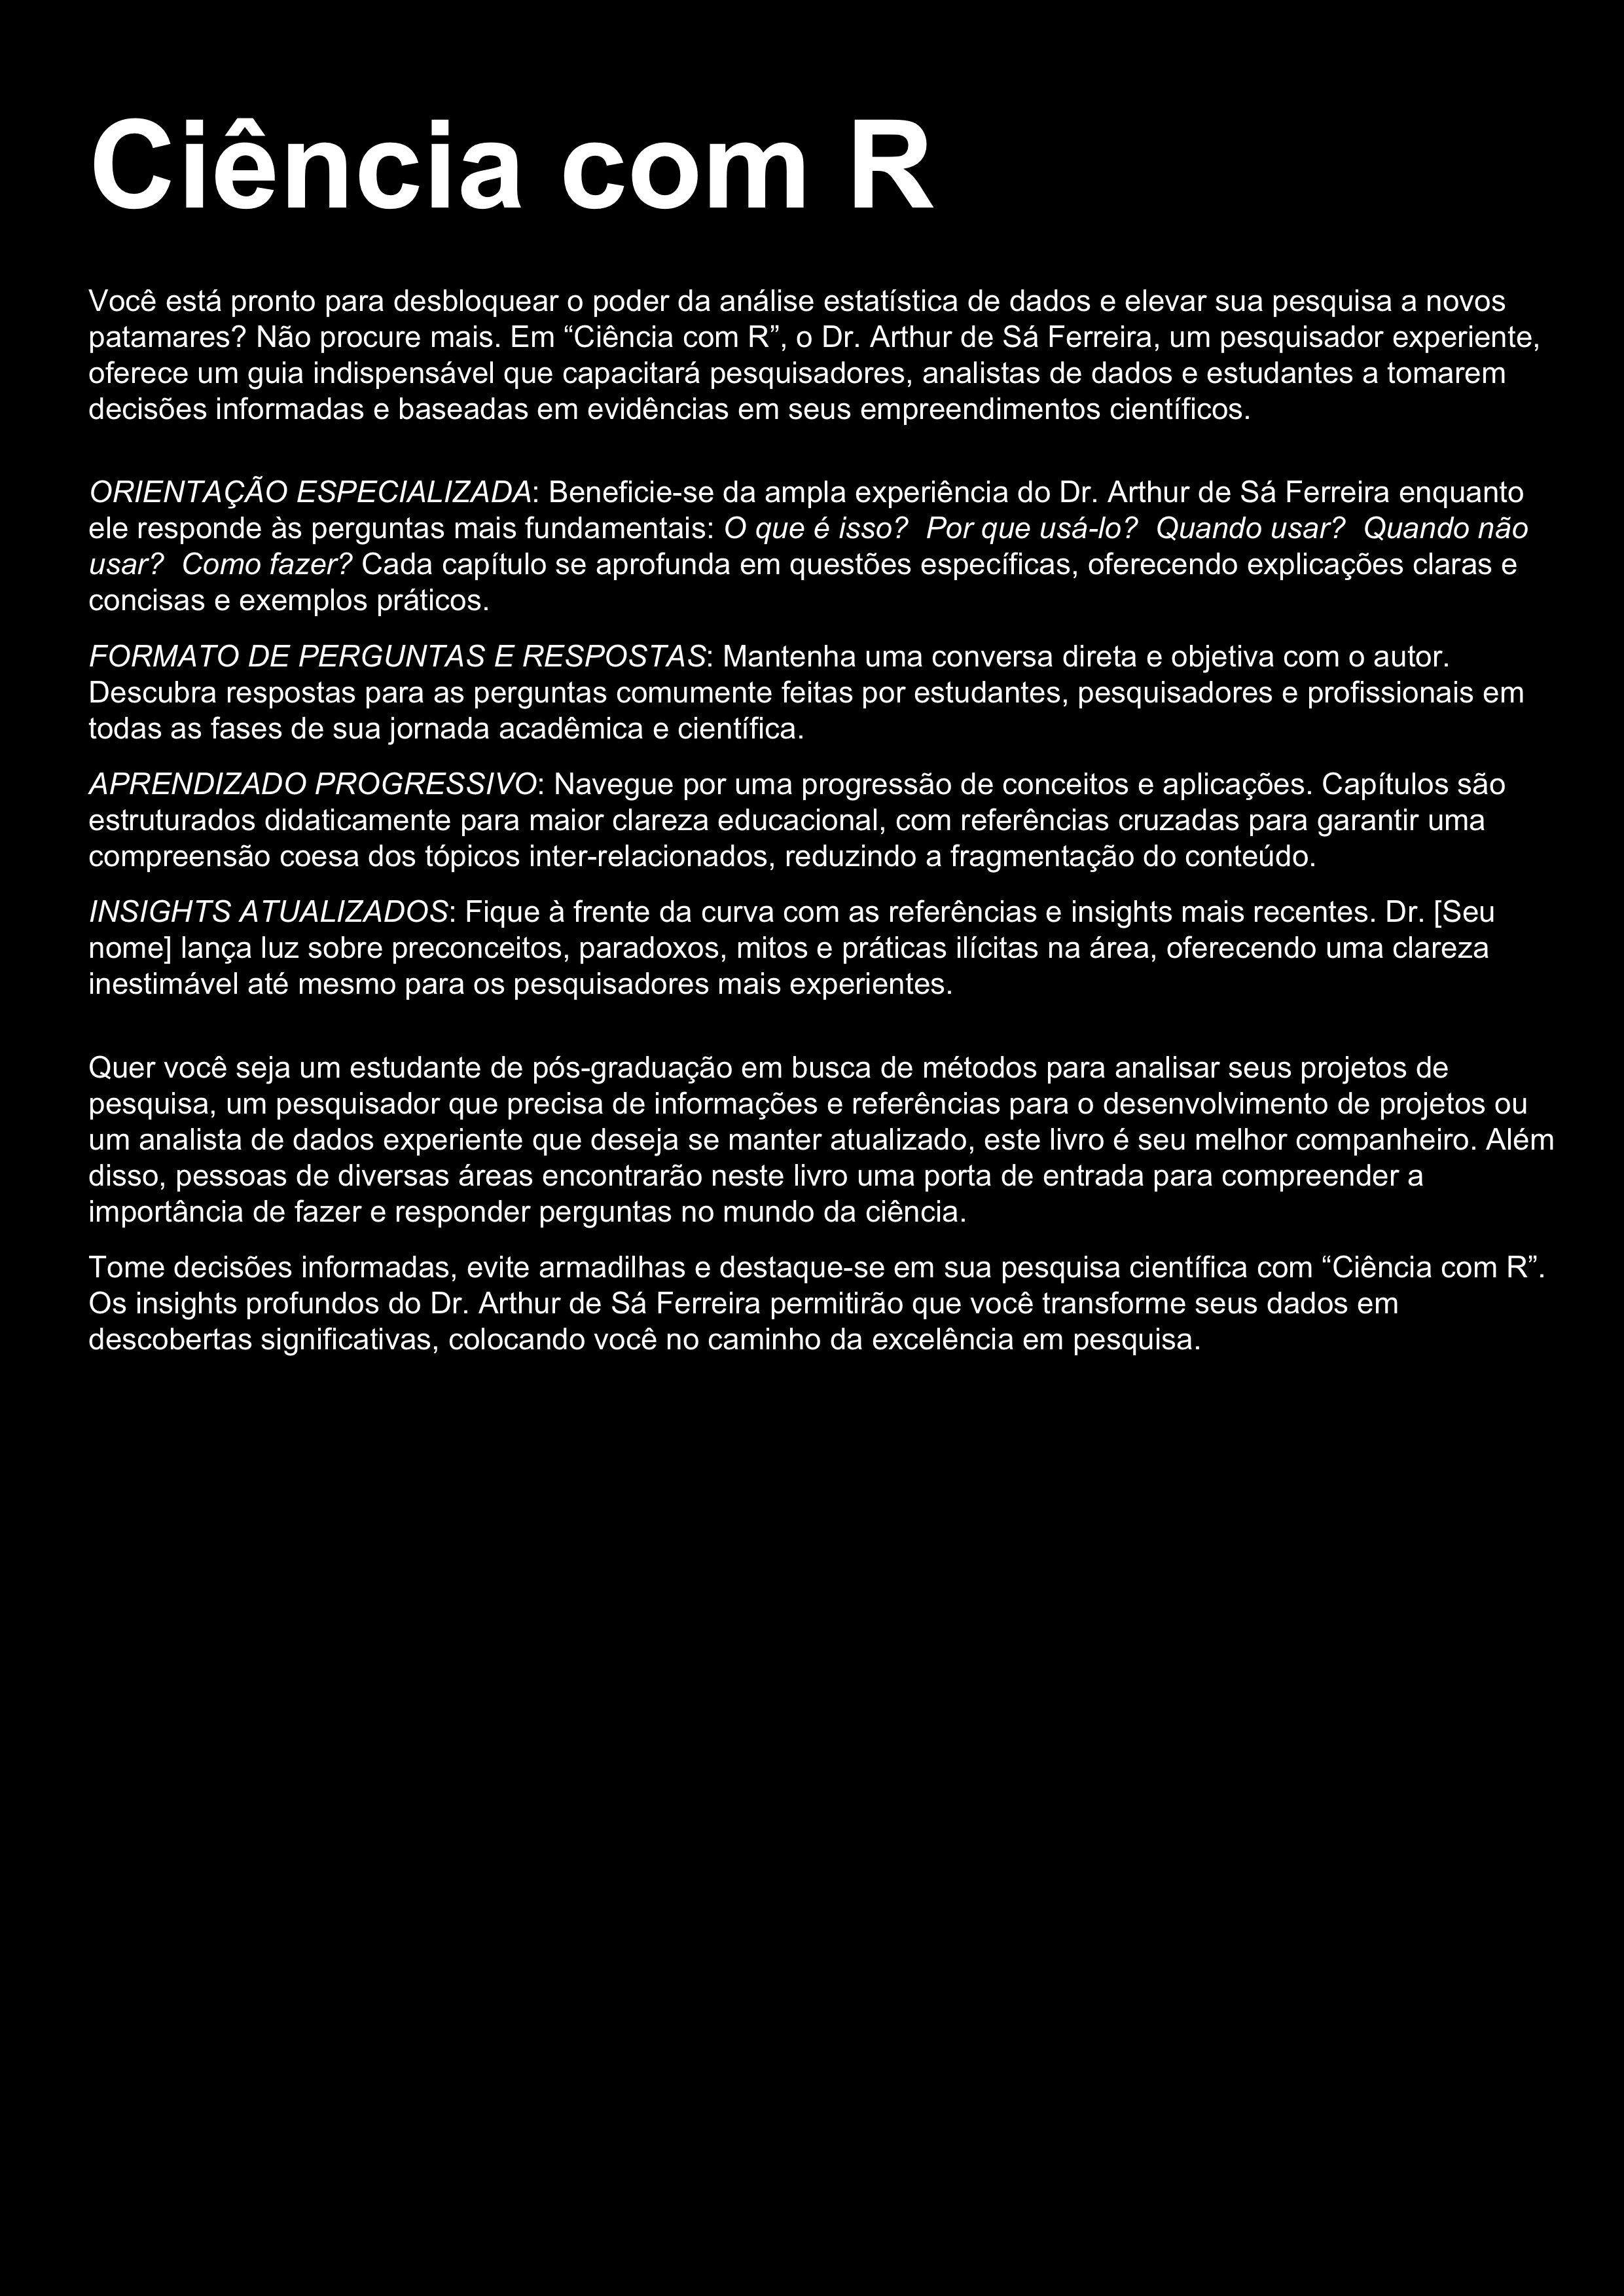 Ciência com R
Você está pronto para desbloquear o poder da análise estatística de dados e elevar sua pesquisa a novos
patamares? Não procure mais. Em “Ciência com R”, o Dr. Arthur de Sá Ferreira, um pesquisador experiente,
oferece um guia indispensável que capacitará pesquisadores, analistas de dados e estudantes a tomarem
decisões informadas e baseadas em evidências em seus empreendimentos científicos.
ORIENTAÇÃO ESPECIALIZADA: Beneficie-se da ampla experiência do Dr. Arthur de Sá Ferreira enquanto
ele responde às perguntas mais fundamentais: O que é isso? Por que usá-lo? Quando usar? Quando não
usar? Como fazer? Cada capítulo se aprofunda em questões específicas, oferecendo explicações claras e
concisas e exemplos práticos.
FORMATO DE PERGUNTAS E RESPOSTAS: Mantenha uma conversa direta e objetiva com o autor.
Descubra respostas para as perguntas comumente feitas por estudantes, pesquisadores e profissionais em
todas as fases de sua jornada acadêmica e científica.
APRENDIZADO PROGRESSIVO: Navegue por uma progressão de conceitos e aplicações. Capítulos são
estruturados didaticamente para maior clareza educacional, com referências cruzadas para garantir uma
compreensão coesa dos tópicos inter-relacionados, reduzindo a fragmentação do conteúdo.
INSIGHTS ATUALIZADOS: Fique à frente da curva com as referências e insights mais recentes. Dr. [Seu
nome] lança luz sobre preconceitos, paradoxos, mitos e práticas ilícitas na área, oferecendo uma clareza
inestimável até mesmo para os pesquisadores mais experientes.
Quer você seja um estudante de pós-graduação em busca de métodos para analisar seus projetos de
pesquisa, um pesquisador que precisa de informações e referências para o desenvolvimento de projetos ou
um analista de dados experiente que deseja se manter atualizado, este livro é seu melhor companheiro. Além
disso, pessoas de diversas áreas encontrarão neste livro uma porta de entrada para compreender a
importância de fazer e responder perguntas no mundo da ciência.
Tome decisões informadas, evite armadilhas e destaque-se em sua pesquisa científica com “Ciência com R”.
Os insights profundos do Dr. Arthur de Sá Ferreira permitirão que você transforme seus dados em
descobertas significativas, colocando você no caminho da excelência em pesquisa.